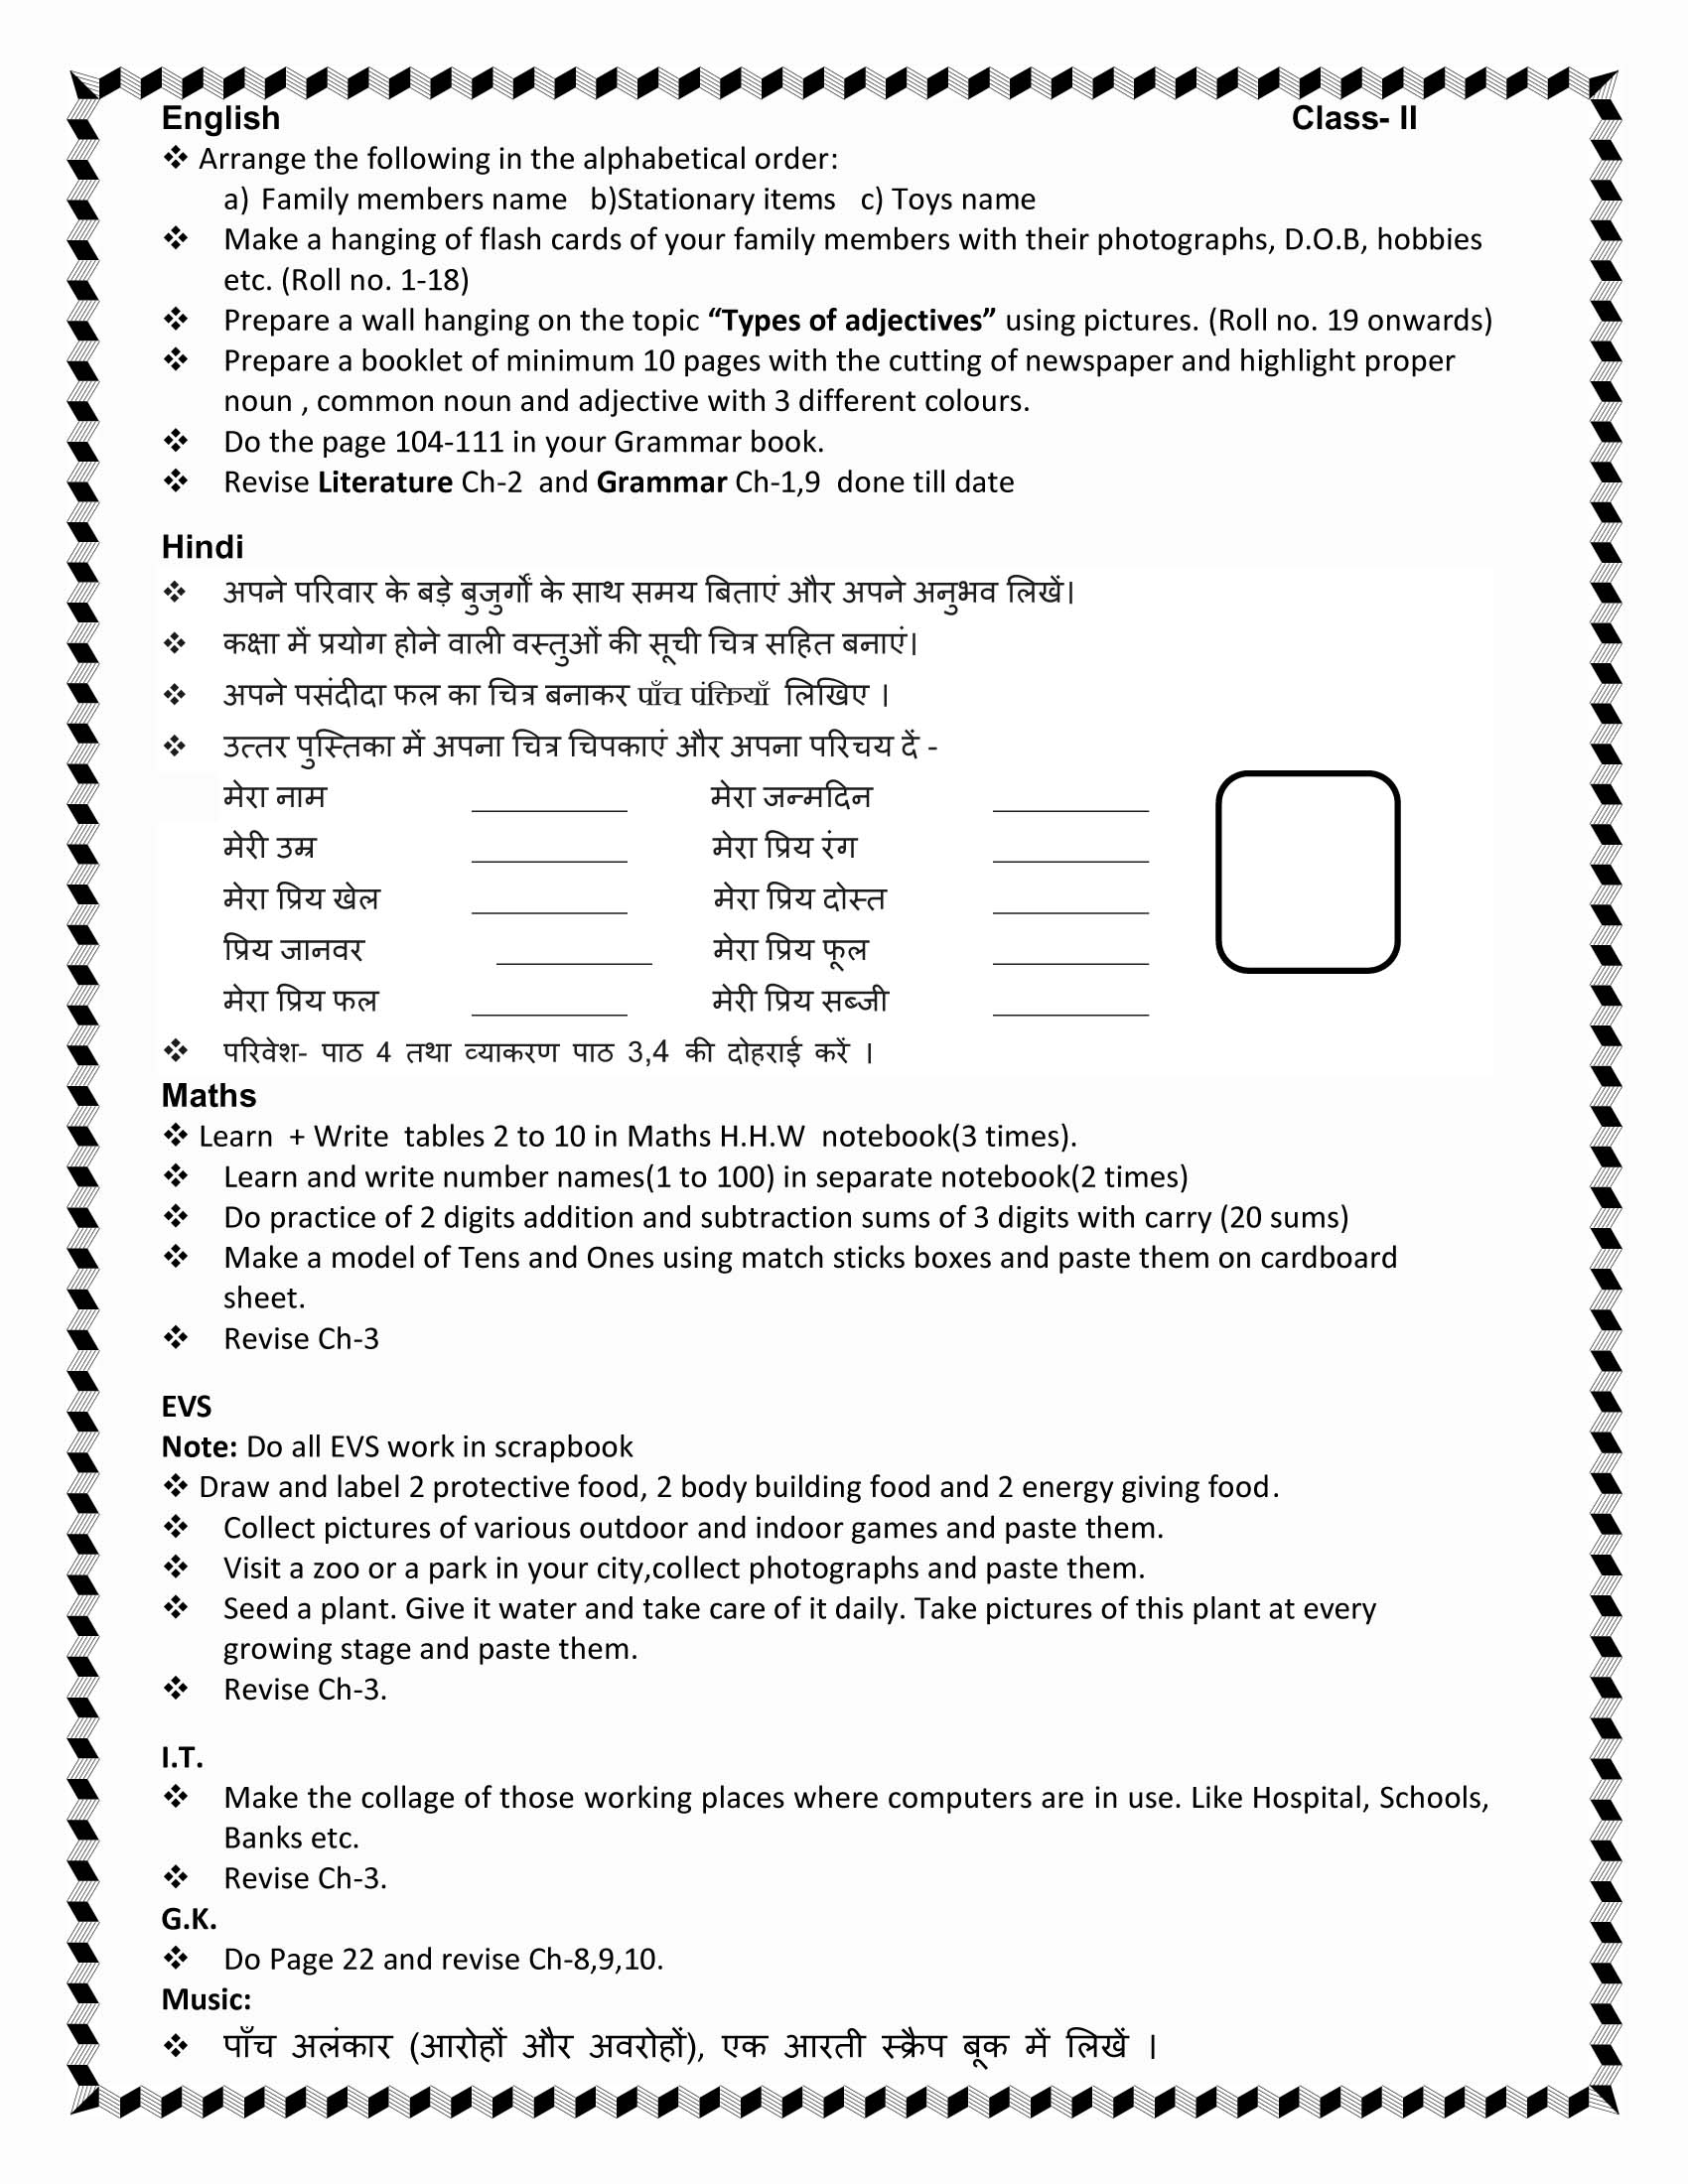 English Class- II
❖ Arrange the following in the alphabetical order:
a) Family members name b)Stationary items c) Toys name
❖ Make a hanging of flash cards of your family members with their photographs, D.O.B, hobbies
etc. (Roll no. 1-18)
❖ Prepare a wall hanging on the topic “Types of adjectives” using pictures. (Roll no. 19 onwards)
❖ Prepare a booklet of minimum 10 pages with the cutting of newspaper and highlight proper
noun , common noun and adjective with 3 different colours.
❖ Do the page 104-111 in your Grammar book.
❖ Revise Literature Ch-2 and Grammar Ch-1,9 done till date
Hindi
❖ अपने परिवार के बड़े बुजुर्गों के साथ समय बिताएं और अपने अनुभव लिखें।
❖ कक्षा में प्रयोग होने वाली वस्तुओं की सूची चित्र सहित बनाएं।
❖ अपने पसंदीदा फल का चित्र बनाकर पाँच पंक्तियाँ लिखिए ।
❖ उत्तर पुस्तिका में अपना चित्र चिपकाएं और अपना परिचय दें -
मेरा नाम __________ मेरा जन्मदिन __________
मेरी उम्र __________ मेरा प्रिय रंग __________
मेरा प्रिय खेल __________ मेरा प्रिय दोस्त __________
प्रिय जानवर __________ मेरा प्रिय फूल __________
मेरा प्रिय फल __________ मेरी प्रिय सब्जी __________
❖ परिवेश- पाठ 4 तथा व्याकरण पाठ 3,4 की दोहराई करें ।
Maths
❖ Learn + Write tables 2 to 10 in Maths H.H.W notebook(3 times).
❖ Learn and write number names(1 to 100) in separate notebook(2 times)
❖ Do practice of 2 digits addition and subtraction sums of 3 digits with carry (20 sums)
❖ Make a model of Tens and Ones using match sticks boxes and paste them on cardboard
sheet.
❖ Revise Ch-3
EVS
Note: Do all EVS work in scrapbook
❖ Draw and label 2 protective food, 2 body building food and 2 energy giving food.
❖ Collect pictures of various outdoor and indoor games and paste them.
❖ Visit a zoo or a park in your city,collect photographs and paste them.
❖ Seed a plant. Give it water and take care of it daily. Take pictures of this plant at every
growing stage and paste them.
❖ Revise Ch-3.
I.T.
❖ Make the collage of those working places where computers are in use. Like Hospital, Schools,
Banks etc.
❖ Revise Ch-3.
G.K.
❖ Do Page 22 and revise Ch-8,9,10.
Music:
❖ पाँच अलंकार (आरोहों और अवरोहों), एक आरती स्क्रैप बूक में लिखें ।